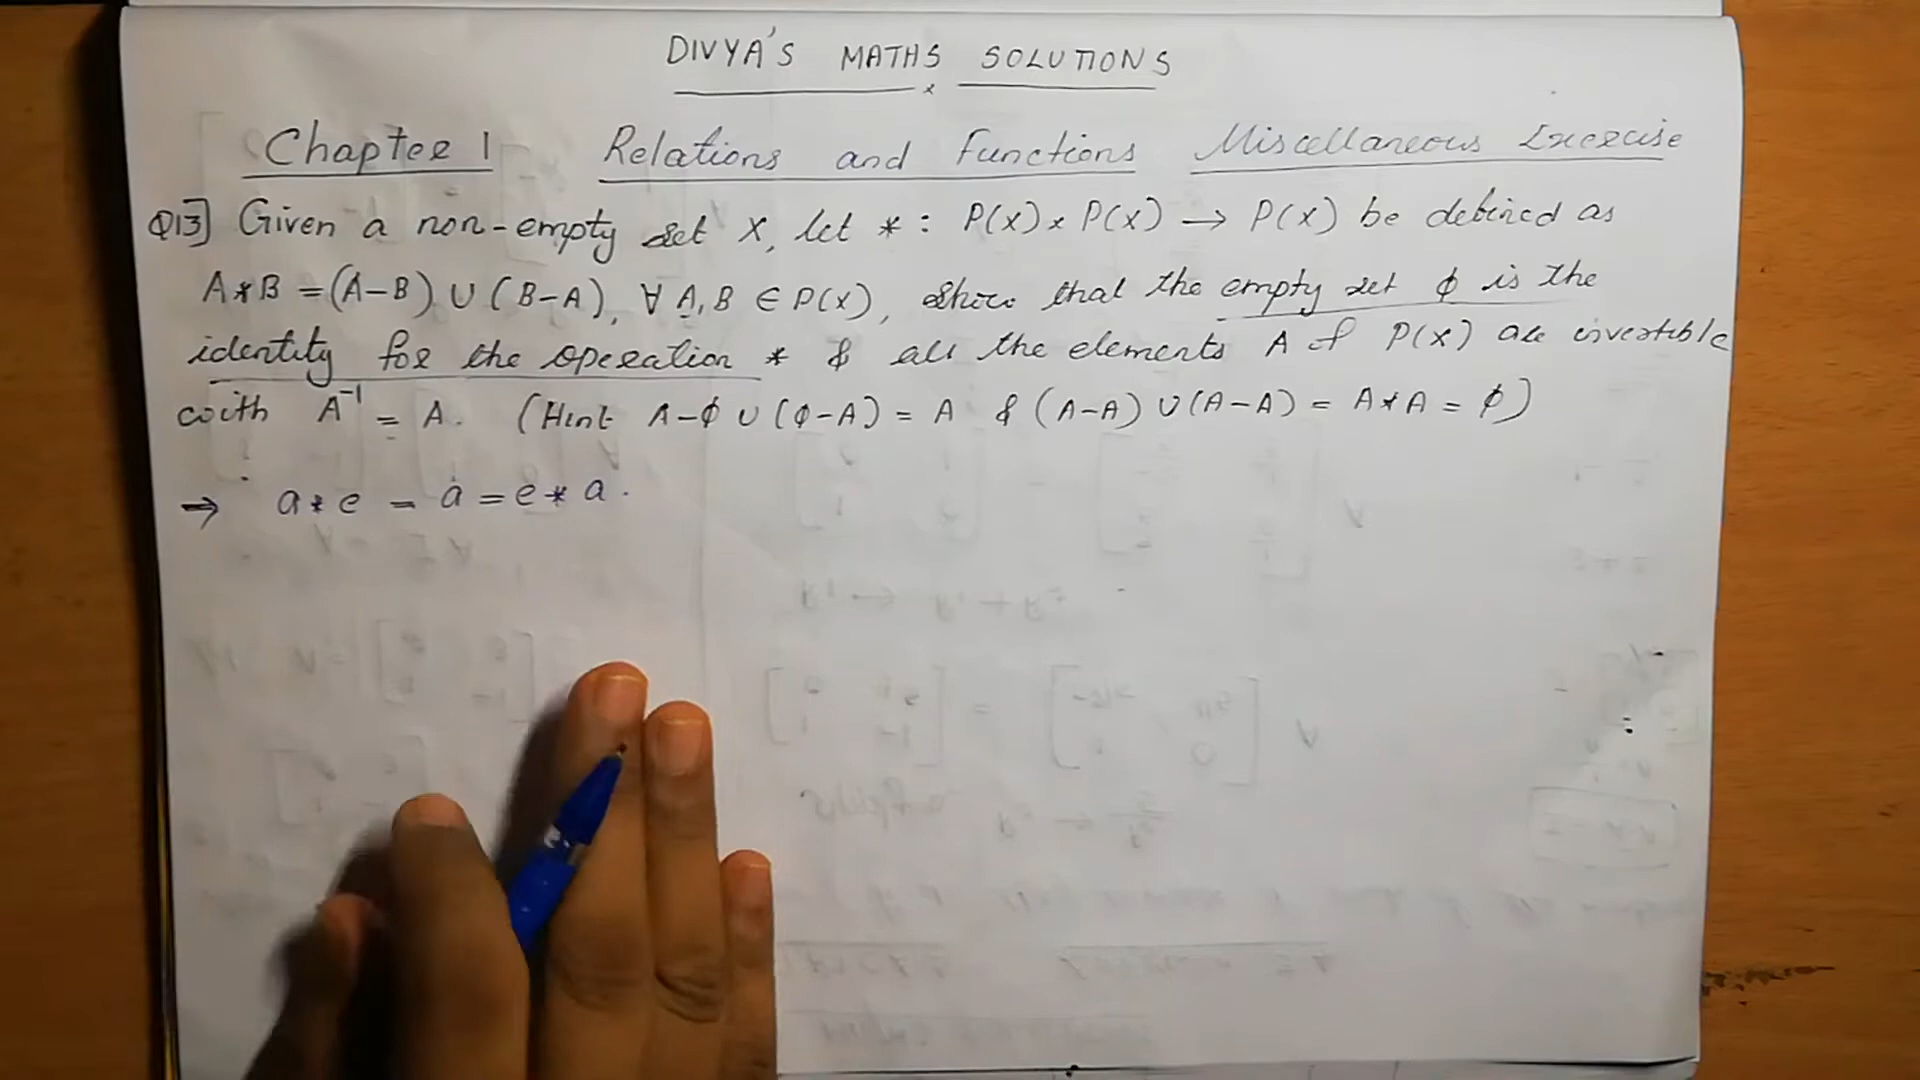 DIVYA'S MATHS SOLUTIONS
Chapter 1 Relations and Functions Miscellaneous Exercise
Q13] Given a non-empty set X, let * : P(X) × P(X) → P(X) be defined as
A*B = (A-B) ∪ (B-A), ∀ A, B ∈ P(X), show that the empty set ϕ is the
identity for the operation * & all the elements A of P(X) are invertible
with A⁻¹ = A. (Hint A-ϕ ∪ (ϕ-A) = A & (A-A) ∪ (A-A) = A*A = ϕ)
→ a*e = a = e*a.